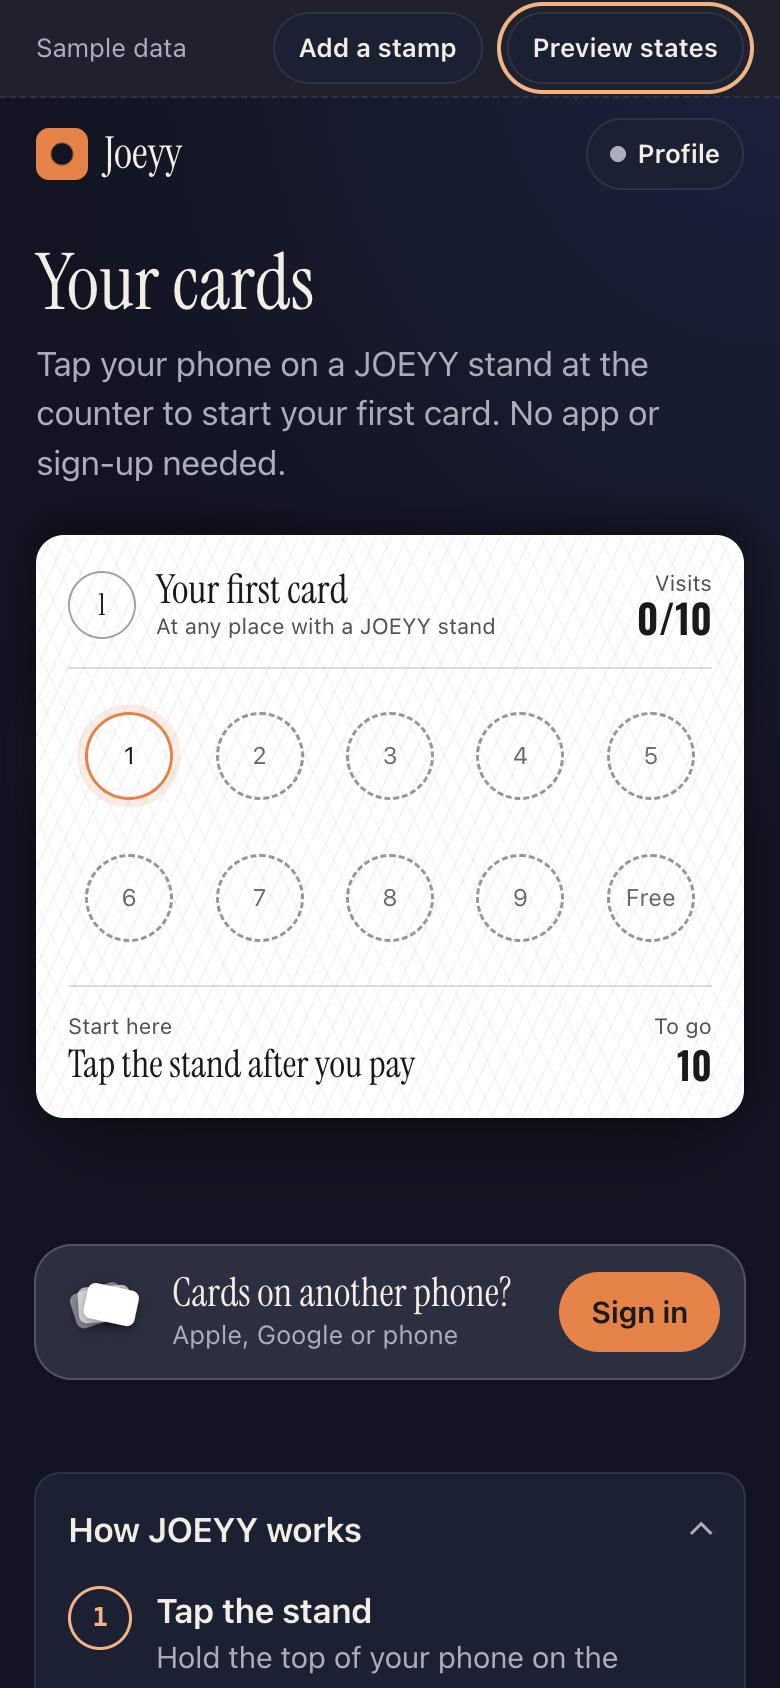 Sample data
Add a stamp
Preview states
Joeyy
Profile
Your cards
Tap your phone on a JOEYY stand at the
counter to start your first card. No app or
sign-up needed.
1
Your first card
At any place with a JOEYY stand
Visits
0/10
1 2 3 4 5
6 7 8 9 Free
Start here
Tap the stand after you pay
To go
10
Cards on another phone?
Apple, Google or phone
Sign in
How JOEYY works
1
Tap the stand
Hold the top of your phone on the